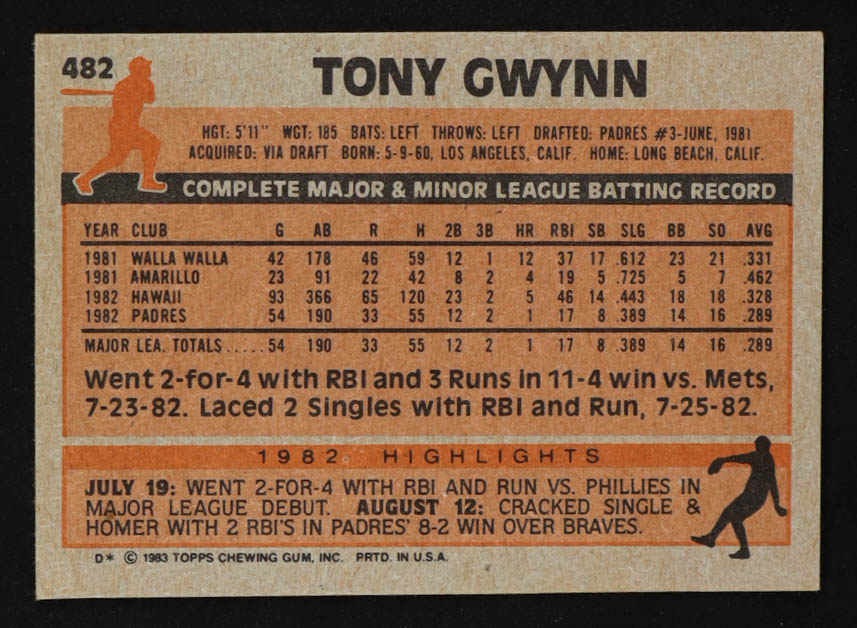 482
TONY GWYNN
HGT: 5'11" WGT: 185 BATS: LEFT THROWS: LEFT DRAFTED: PADRES #3-JUNE, 1981
ACQUIRED: VIA DRAFT BORN: 5-9-60, LOS ANGELES, CALIF. HOME: LONG BEACH, CALIF.
COMPLETE MAJOR & MINOR LEAGUE BATTING RECORD
YEAR CLUB G AB R H 2B 3B HR RBI SB SLG BB SO AVG
1981 WALLA WALLA 42 178 46 59 12 1 12 37 17 .612 23 21 .331
1981 AMARILLO 23 91 22 42 8 2 4 19 5 .725 5 7 .462
1982 HAWAII 93 366 65 120 23 2 5 46 14 .443 18 18 .328
1982 PADRES 54 190 33 55 12 2 1 17 8 .389 14 16 .289
MAJOR LEA. TOTALS ..... 54 190 33 55 12 2 1 17 8 .389 14 16 .289
Went 2-for-4 with RBI and 3 Runs in 11-4 win vs. Mets,
7-23-82. Laced 2 Singles with RBI and Run, 7-25-82.
1982 HIGHLIGHTS
JULY 19: WENT 2-FOR-4 WITH RBI AND RUN VS. PHILLIES IN
MAJOR LEAGUE DEBUT. AUGUST 12: CRACKED SINGLE &
HOMER WITH 2 RBI'S IN PADRES' 8-2 WIN OVER BRAVES.
D* © 1983 TOPPS CHEWING GUM, INC. PRTD. IN U.S.A.